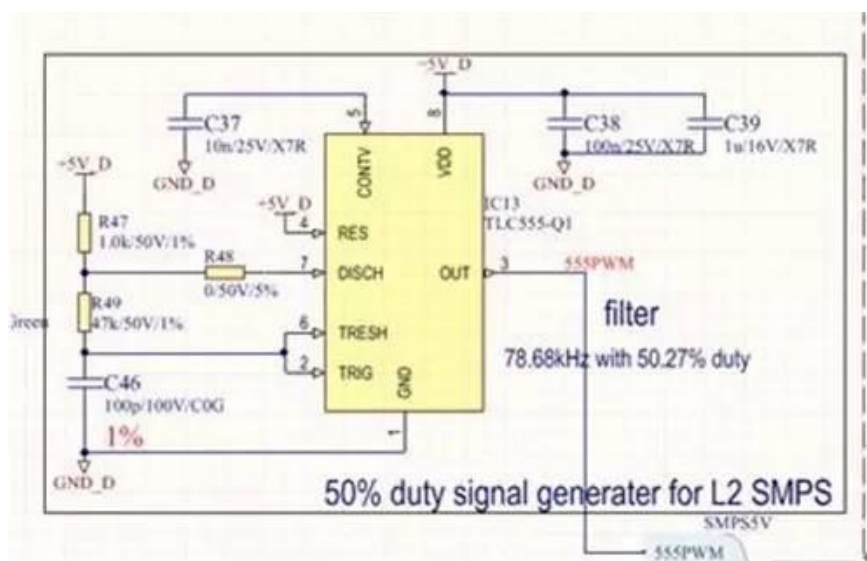 +5V_D
C37
10n/25V/X7R
GND_D
5
CONTV
8
VDD
C38
100n/25V/X7R
GND_D
C39
1u/16V/X7R
+5V_D
R47
1.0k/50V/1%
+5V_D
4
RES
IC13
TLC555-Q1
R48
0/50V/5%
7
DISCH
OUT
3
555PWM
Green
R49
47k/50V/1%
6
TRESH
filter
2
TRIG
78.68kHz with 50.27% duty
C46
100p/100V/C0G
GND
1
1%
GND_D
50% duty signal generater for L2 SMPS
SMPS5V
555PWM